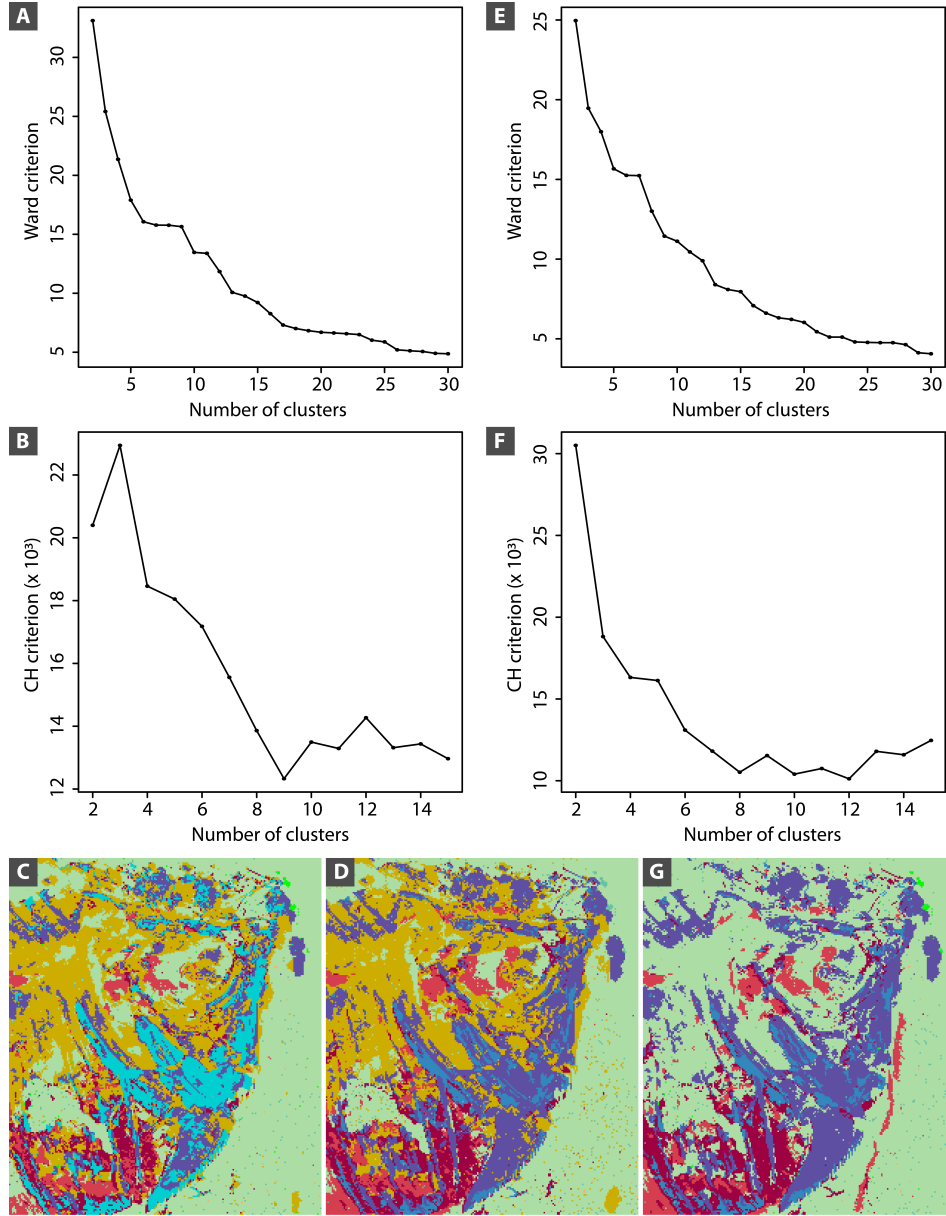 A
Ward criterion
30
25
20
15
10
5
5 10 15 20 25 30
Number of clusters
E
Ward criterion
25
20
15
10
5
5 10 15 20 25 30
Number of clusters
B
CH criterion (x 10³)
22
20
18
16
14
12
2 4 6 8 10 12 14
Number of clusters
F
CH criterion (x 10³)
30
25
20
15
10
2 4 6 8 10 12 14
Number of clusters
C
D
G